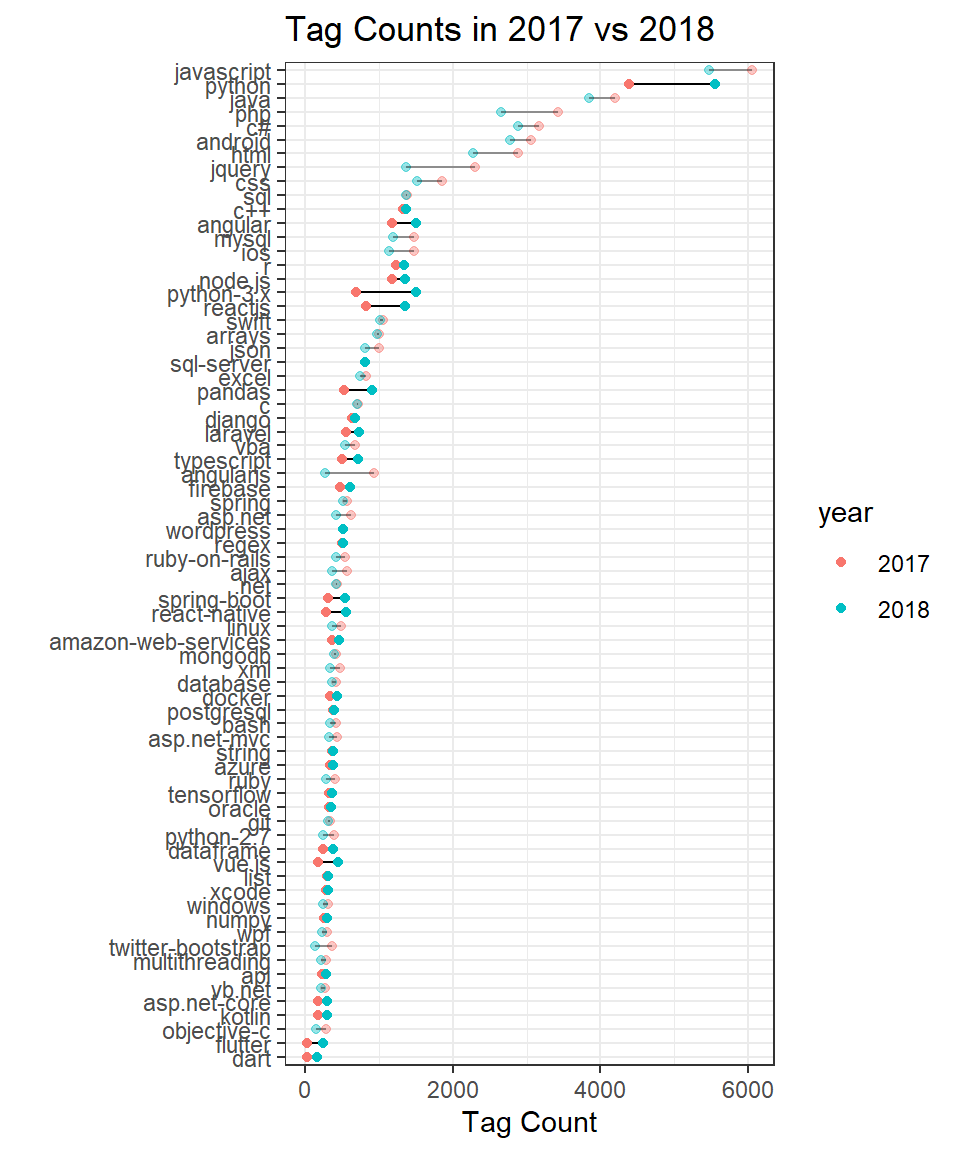 Tag Counts in 2017 vs 2018
javascript
python
java
php
c#
android
html
jquery
css
sql
c++
angular
mysql
ios
r
node.js
python-3.x
reactjs
swift
arrays
json
sql-server
excel
pandas
c
django
laravel
vba
typescript
angularjs
firebase
spring
asp.net
wordpress
regex
ruby-on-rails
ajax
.net
spring-boot
react-native
linux
amazon-web-services
mongodb
xml
database
docker
postgresql
bash
asp.net-mvc
string
azure
ruby
tensorflow
oracle
git
python-2.7
dataframe
vue.js
list
xcode
windows
numpy
wpf
twitter-bootstrap
multithreading
api
vb.net
asp.net-core
kotlin
objective-c
flutter
dart
0 2000 4000 6000
Tag Count
year
2017
2018